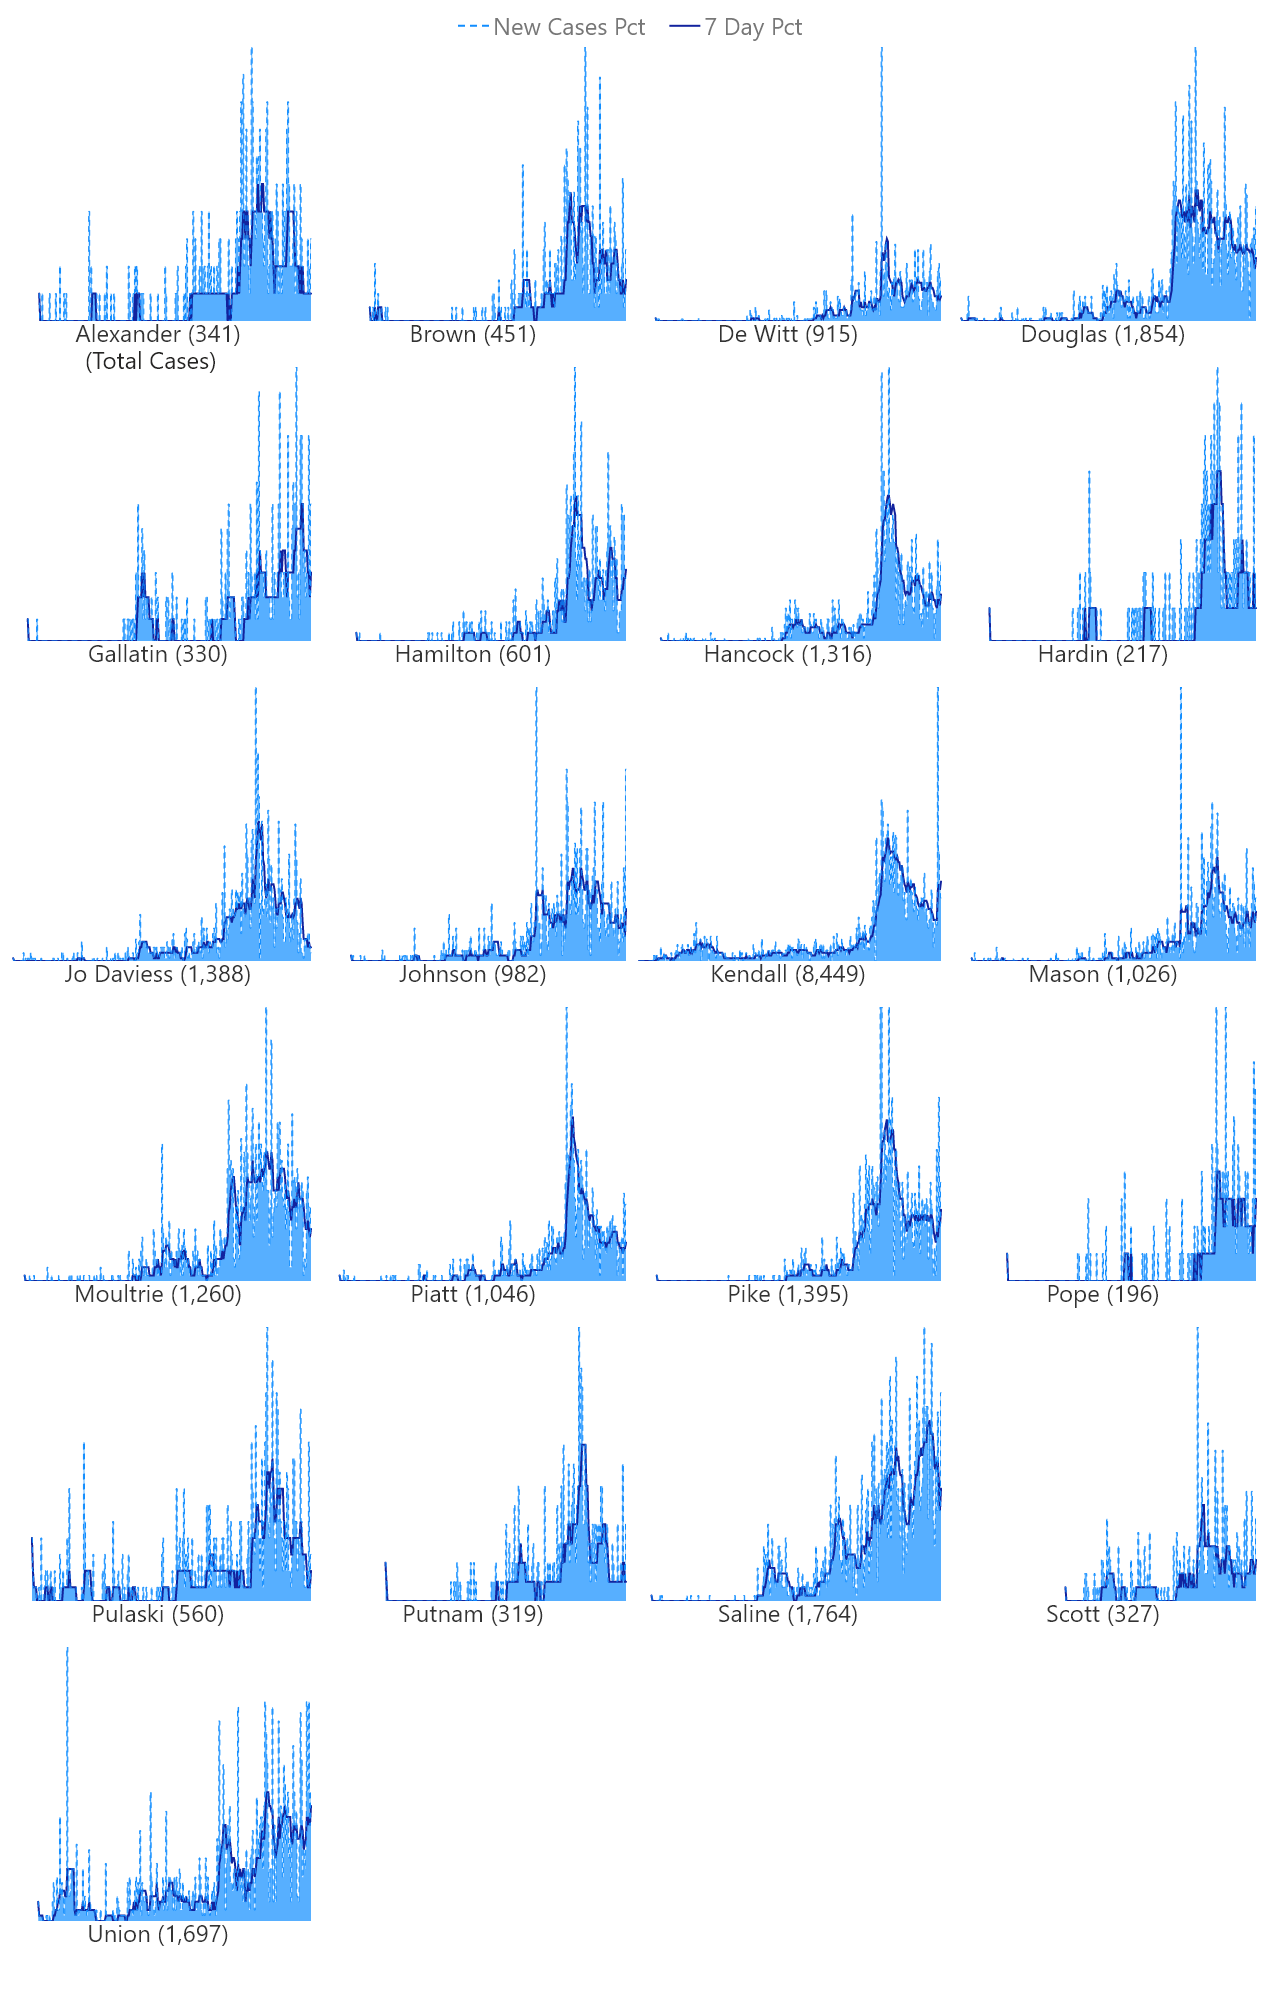 New Cases Pct 7 Day Pct
Alexander (341) Brown (451) De Witt (915) Douglas (1,854)
(Total Cases)
Gallatin (330) Hamilton (601) Hancock (1,316) Hardin (217)
Jo Daviess (1,388) Johnson (982) Kendall (8,449) Mason (1,026)
Moultrie (1,260) Piatt (1,046) Pike (1,395) Pope (196)
Pulaski (560) Putnam (319) Saline (1,764) Scott (327)
Union (1,697)